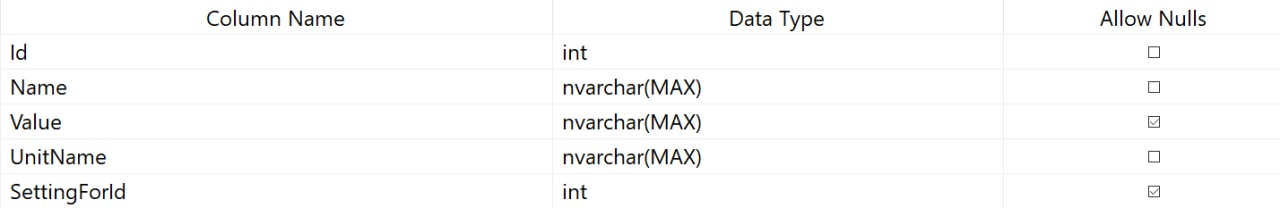 Column Name Data Type Allow Nulls
Id int
Name nvarchar(MAX)
Value nvarchar(MAX)
UnitName nvarchar(MAX)
SettingForId int